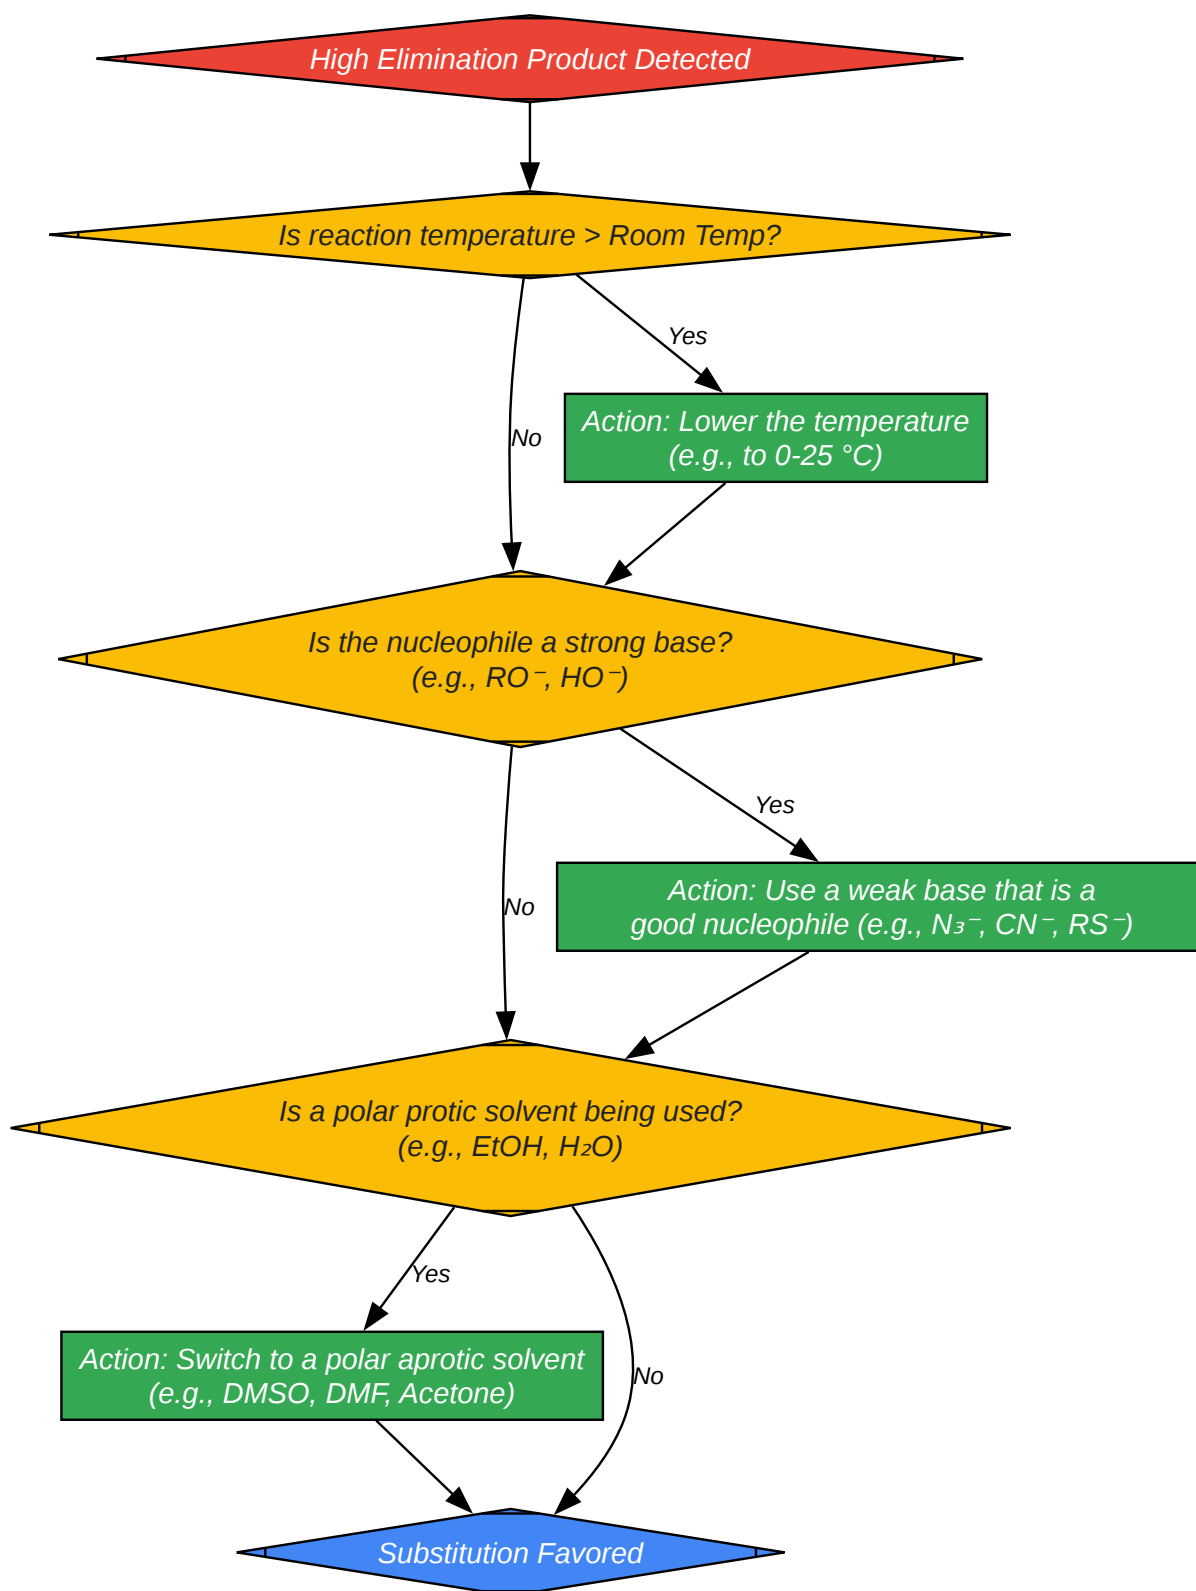 High Elimination Product Detected
Is reaction temperature > Room Temp?
Yes
No
Action: Lower the temperature
(e.g., to 0-25 °C)
Is the nucleophile a strong base?
(e.g., RO⁻, HO⁻)
Yes
No
Action: Use a weak base that is a
good nucleophile (e.g., N₃⁻, CN⁻, RS⁻)
Is a polar protic solvent being used?
(e.g., EtOH, H₂O)
Yes
No
Action: Switch to a polar aprotic solvent
(e.g., DMSO, DMF, Acetone)
Substitution Favored